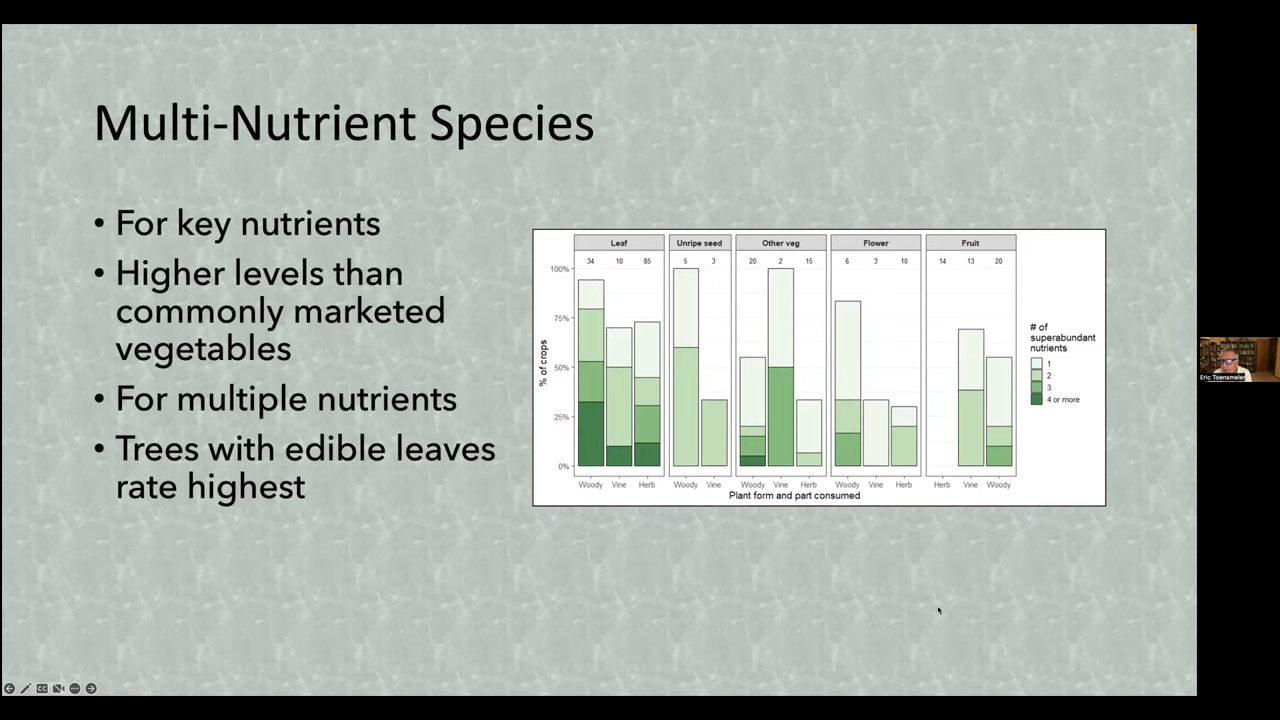 Multi-Nutrient Species
• For key nutrients
• Higher levels than
commonly marketed
vegetables
• For multiple nutrients
• Trees with edible leaves
rate highest
Leaf Unripe seed Other veg Flower Fruit
34 10 85 5 3 20 2 15 6 3 10 14 13 20
100%
75%
50%
25%
0%
% of crops
Woody Vine Herb Woody Vine Woody Vine Herb Woody Vine Herb Herb Vine Woody
Plant form and part consumed
# of
superabundant
nutrients
1
2
3
4 or more
Eric Toensmeier
CC